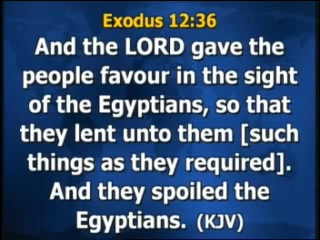 Exodus 12:36
And the LORD gave the
people favour in the sight
of the Egyptians, so that
they lent unto them [such
things as they required].
And they spoiled the
Egyptians. (KJV)